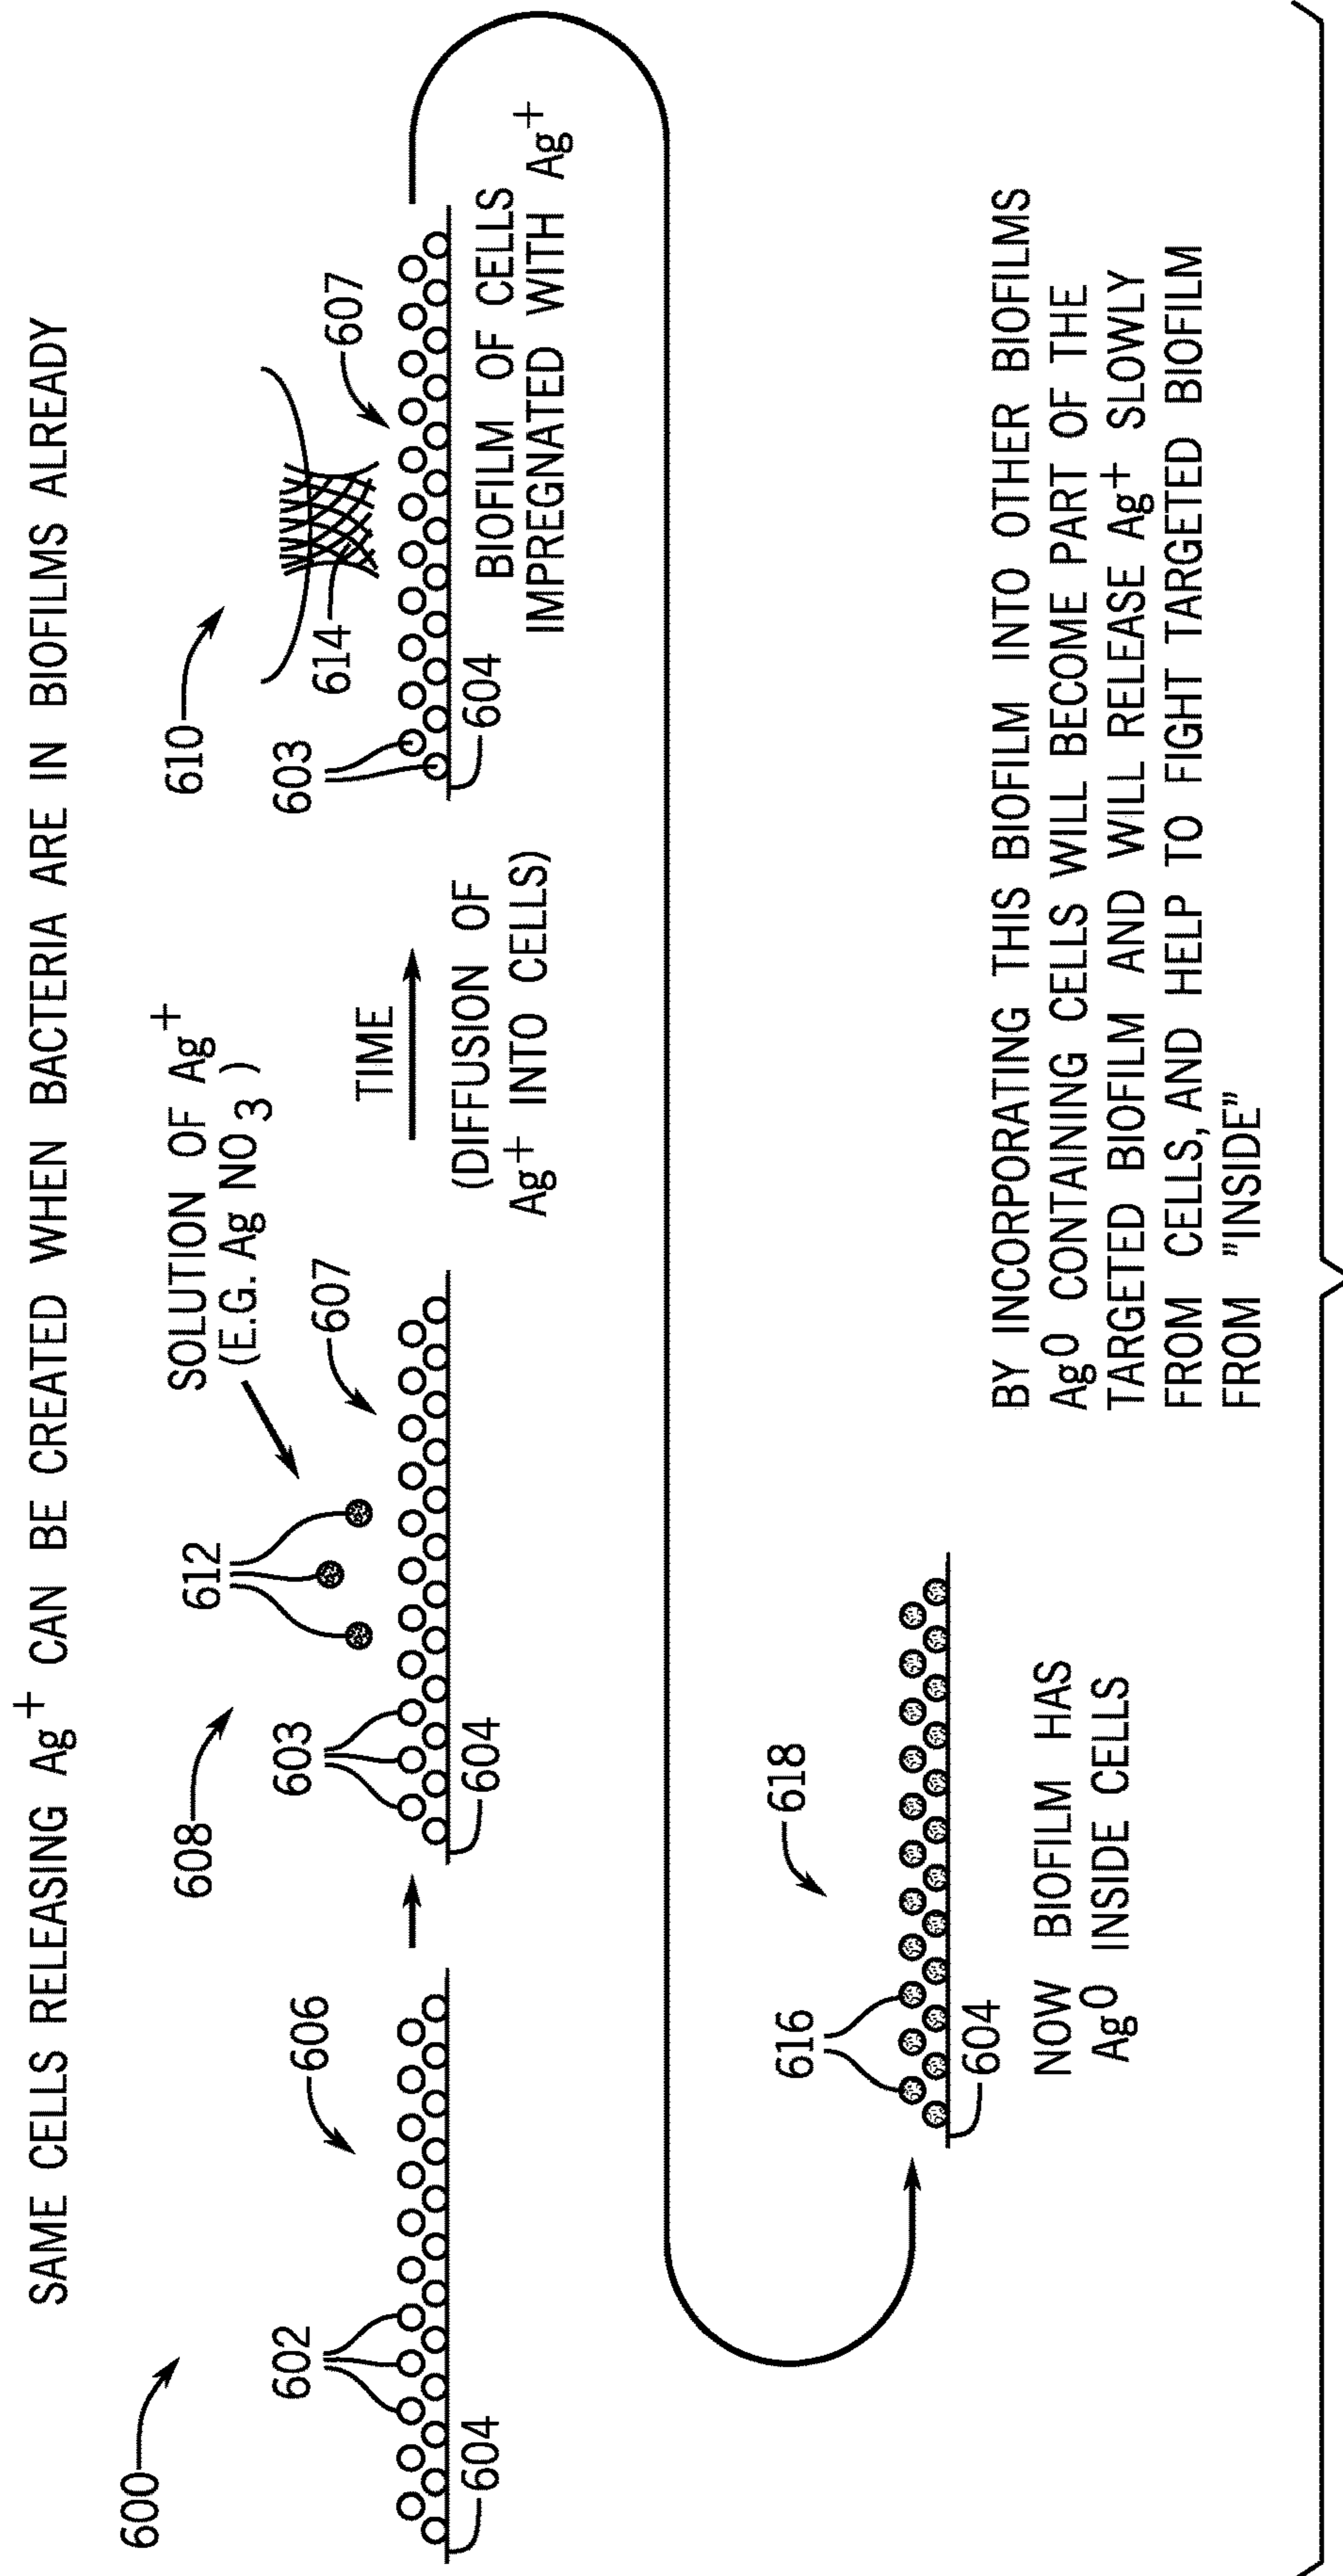 SAME CELLS RELEASING Ag+ CAN BE CREATED WHEN BACTERIA ARE IN BIOFILMS ALREADY
600
602
606
604
608
612
SOLUTION OF Ag+
(E.G. Ag NO3)
603
607
604
TIME
(DIFFUSION OF
Ag+ INTO CELLS)
610
603
614
607
604
BIOFILM OF CELLS
IMPREGNATED WITH Ag+
616
618
604
NOW BIOFILM HAS
Ag0 INSIDE CELLS
BY INCORPORATING THIS BIOFILM INTO OTHER BIOFILMS
Ag0 CONTAINING CELLS WILL BECOME PART OF THE
TARGETED BIOFILM AND WILL RELEASE Ag+ SLOWLY
FROM CELLS, AND HELP TO FIGHT TARGETED BIOFILM
FROM "INSIDE"